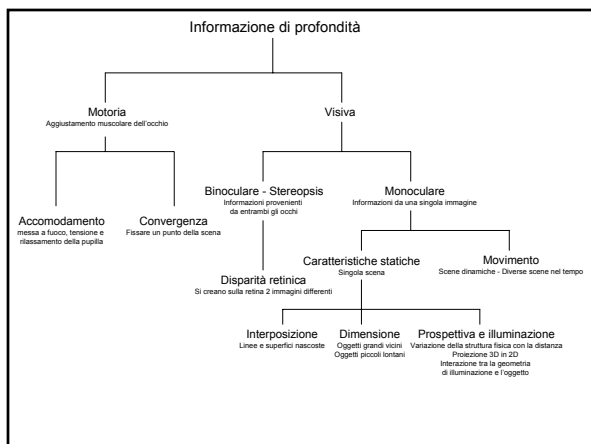 Informazione di profondità
Motoria
Aggiustamento muscolare dell'occhio
Visiva
Accomodamento
messa a fuoco, tensione e
rilassamento della pupilla
Convergenza
Fissare un punto della scena
Binoculare - Stereopsis
Informazioni provenienti
da entrambi gli occhi
Monoculare
Informazioni da una singola immagine
Disparità retinica
Si creano sulla retina 2 immagini differenti
Caratteristiche statiche
Singola scena
Movimento
Scene dinamiche - Diverse scene nel tempo
Interposizione
Linee e superfici nascoste
Dimensione
Oggetti grandi vicini
Oggetti piccoli lontani
Prospettiva e illuminazione
Variazione della struttura fisica con la distanza
Proiezione 3D in 2D
Interazione tra la geometria
di illuminazione e l'oggetto